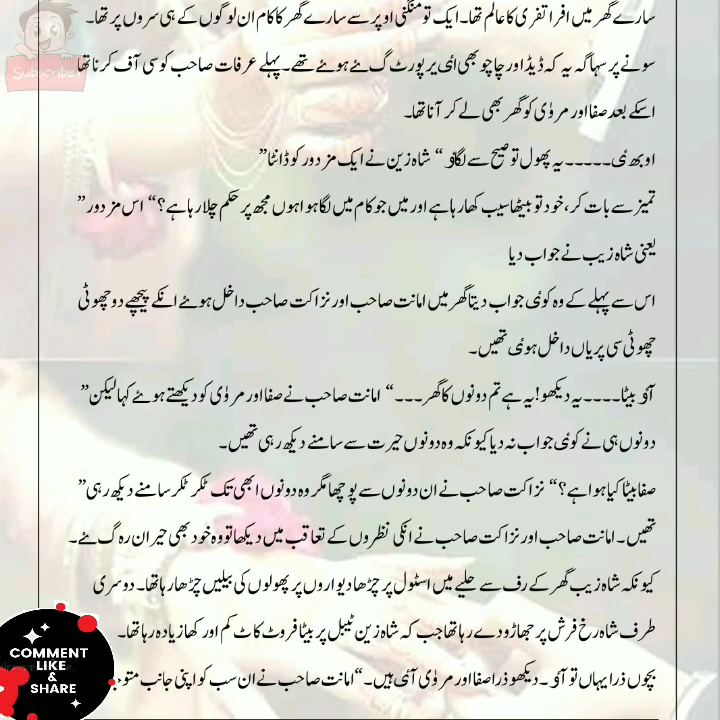 سارے گھر میں افراتفری کا عالم تھا۔ ایک تو منگنی اوپر سے سارے گھر کا کام ان لوگوں کے ہی سروں پر تھا۔
سونے پر سہاگہ یہ کہ ڈیڈ اور چاچو بھی ائی یر پورٹ گ ئے ہوئے تھے۔ پہلے عرفات صاحب کو سی آف کرنا تھا
اسکے بعد صفا اور مروٰی کو گھر بھی لے کر آنا تھا۔
او بھ ئی۔۔۔۔۔ یہ پھول تو صیح سے لگاؤ “ شاہ زین نے ایک مزدور کو ڈانٹا”
تمیز سے بات کر، خود تو بیٹھا سیب کھا رہا ہے اور میں جو کام میں لگا ہوا ہوں مجھ پر حکم چلا رہا ہے؟“ اس مزدور”
یعنی شاہ زیب نے جواب دیا
اس سے پہلے کے وہ کوئی جواب دیتا گھر میں امانت صاحب اور نزاکت صاحب داخل ہوئے انکے پیچھے دو چھوٹی
چھوٹی سی پریاں داخل ہوئی تھیں۔
آؤ بیٹا۔۔۔۔ یہ دیکھو! یہ ہے تم دونوں کا گھر۔۔۔“ امانت صاحب نے صفا اور مروٰی کو دیکھتے ہوئے کہا لیکن”
دونوں ہی نے کوئی جواب نہ دیا کیونکہ وہ دونوں حیرت سے سامنے دیکھ رہی تھیں۔
صفا بیٹا کیا ہوا ہے؟“ نزاکت صاحب نے ان دونوں سے پوچھا مگر وہ دونوں ابھی تک ٹکر ٹکر سامنے دیکھ رہی”
تھیں۔ امانت صاحب اور نزاکت صاحب نے انکی نظروں کے تعاقب میں دیکھا تو وہ خود بھی حیران رہ گ ئے۔
کیونکہ شاہ زیب گھر کے رف سے حلیے میں اسٹول پر چڑھا دیواروں پر پھولوں کی بیلیں چڑھا رہا تھا۔ دوسری
طرف شاہ رخ فرش پر جھاڑو دے رہا تھا جب کہ شاہ زین ٹیبل پر بیٹا فروٹ کاٹ کم اور کھا زیادہ رہا تھا۔
بچوں ذرا یہاں تو آؤ۔ دیکھو ذرا صفا اور مروٰی آئی ہیں۔“ امانت صاحب نے ان سب کو اپنی جانب
Subscribe
COMMENT
LIKE
&
SHARE